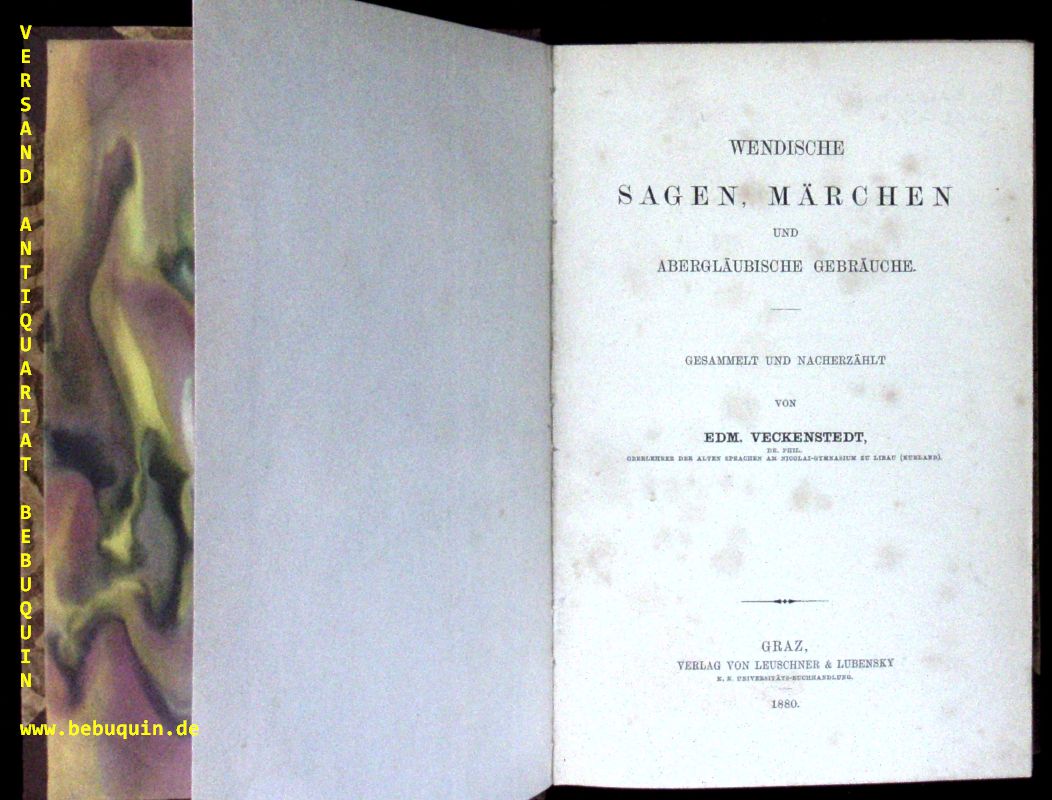 VERSAND ANTIQUARIAT BEBUQUIN
www.bebuquin.de
WENDISCHE
SAGEN, MÄRCHEN
UND
ABERGLÄUBISCHE GEBRÄUCHE.
GESAMMELT UND NACHERZÄHLT
VON
EDM. VECKENSTEDT,
DR. PHIL.
OBERLEHRER DER ALTEN SPRACHEN AM NICOLAI-GYMNASIUM ZU LIBAU (KURLAND).
GRAZ,
VERLAG VON LEUSCHNER & LUBENSKY
K. K. UNIVERSITÄTS-BUCHHANDLUNG.
1880.